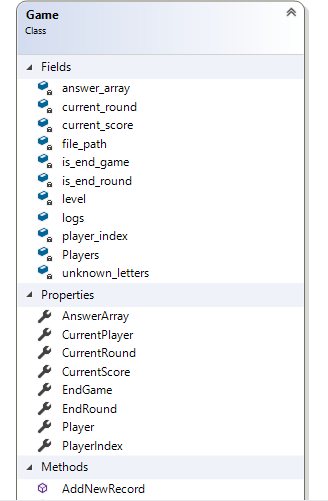 Game
Class
Fields
answer_array
current_round
current_score
file_path
is_end_game
is_end_round
level
logs
player_index
Players
unknown_letters
Properties
AnswerArray
CurrentPlayer
CurrentRound
CurrentScore
EndGame
EndRound
Player
PlayerIndex
Methods
AddNewRecord